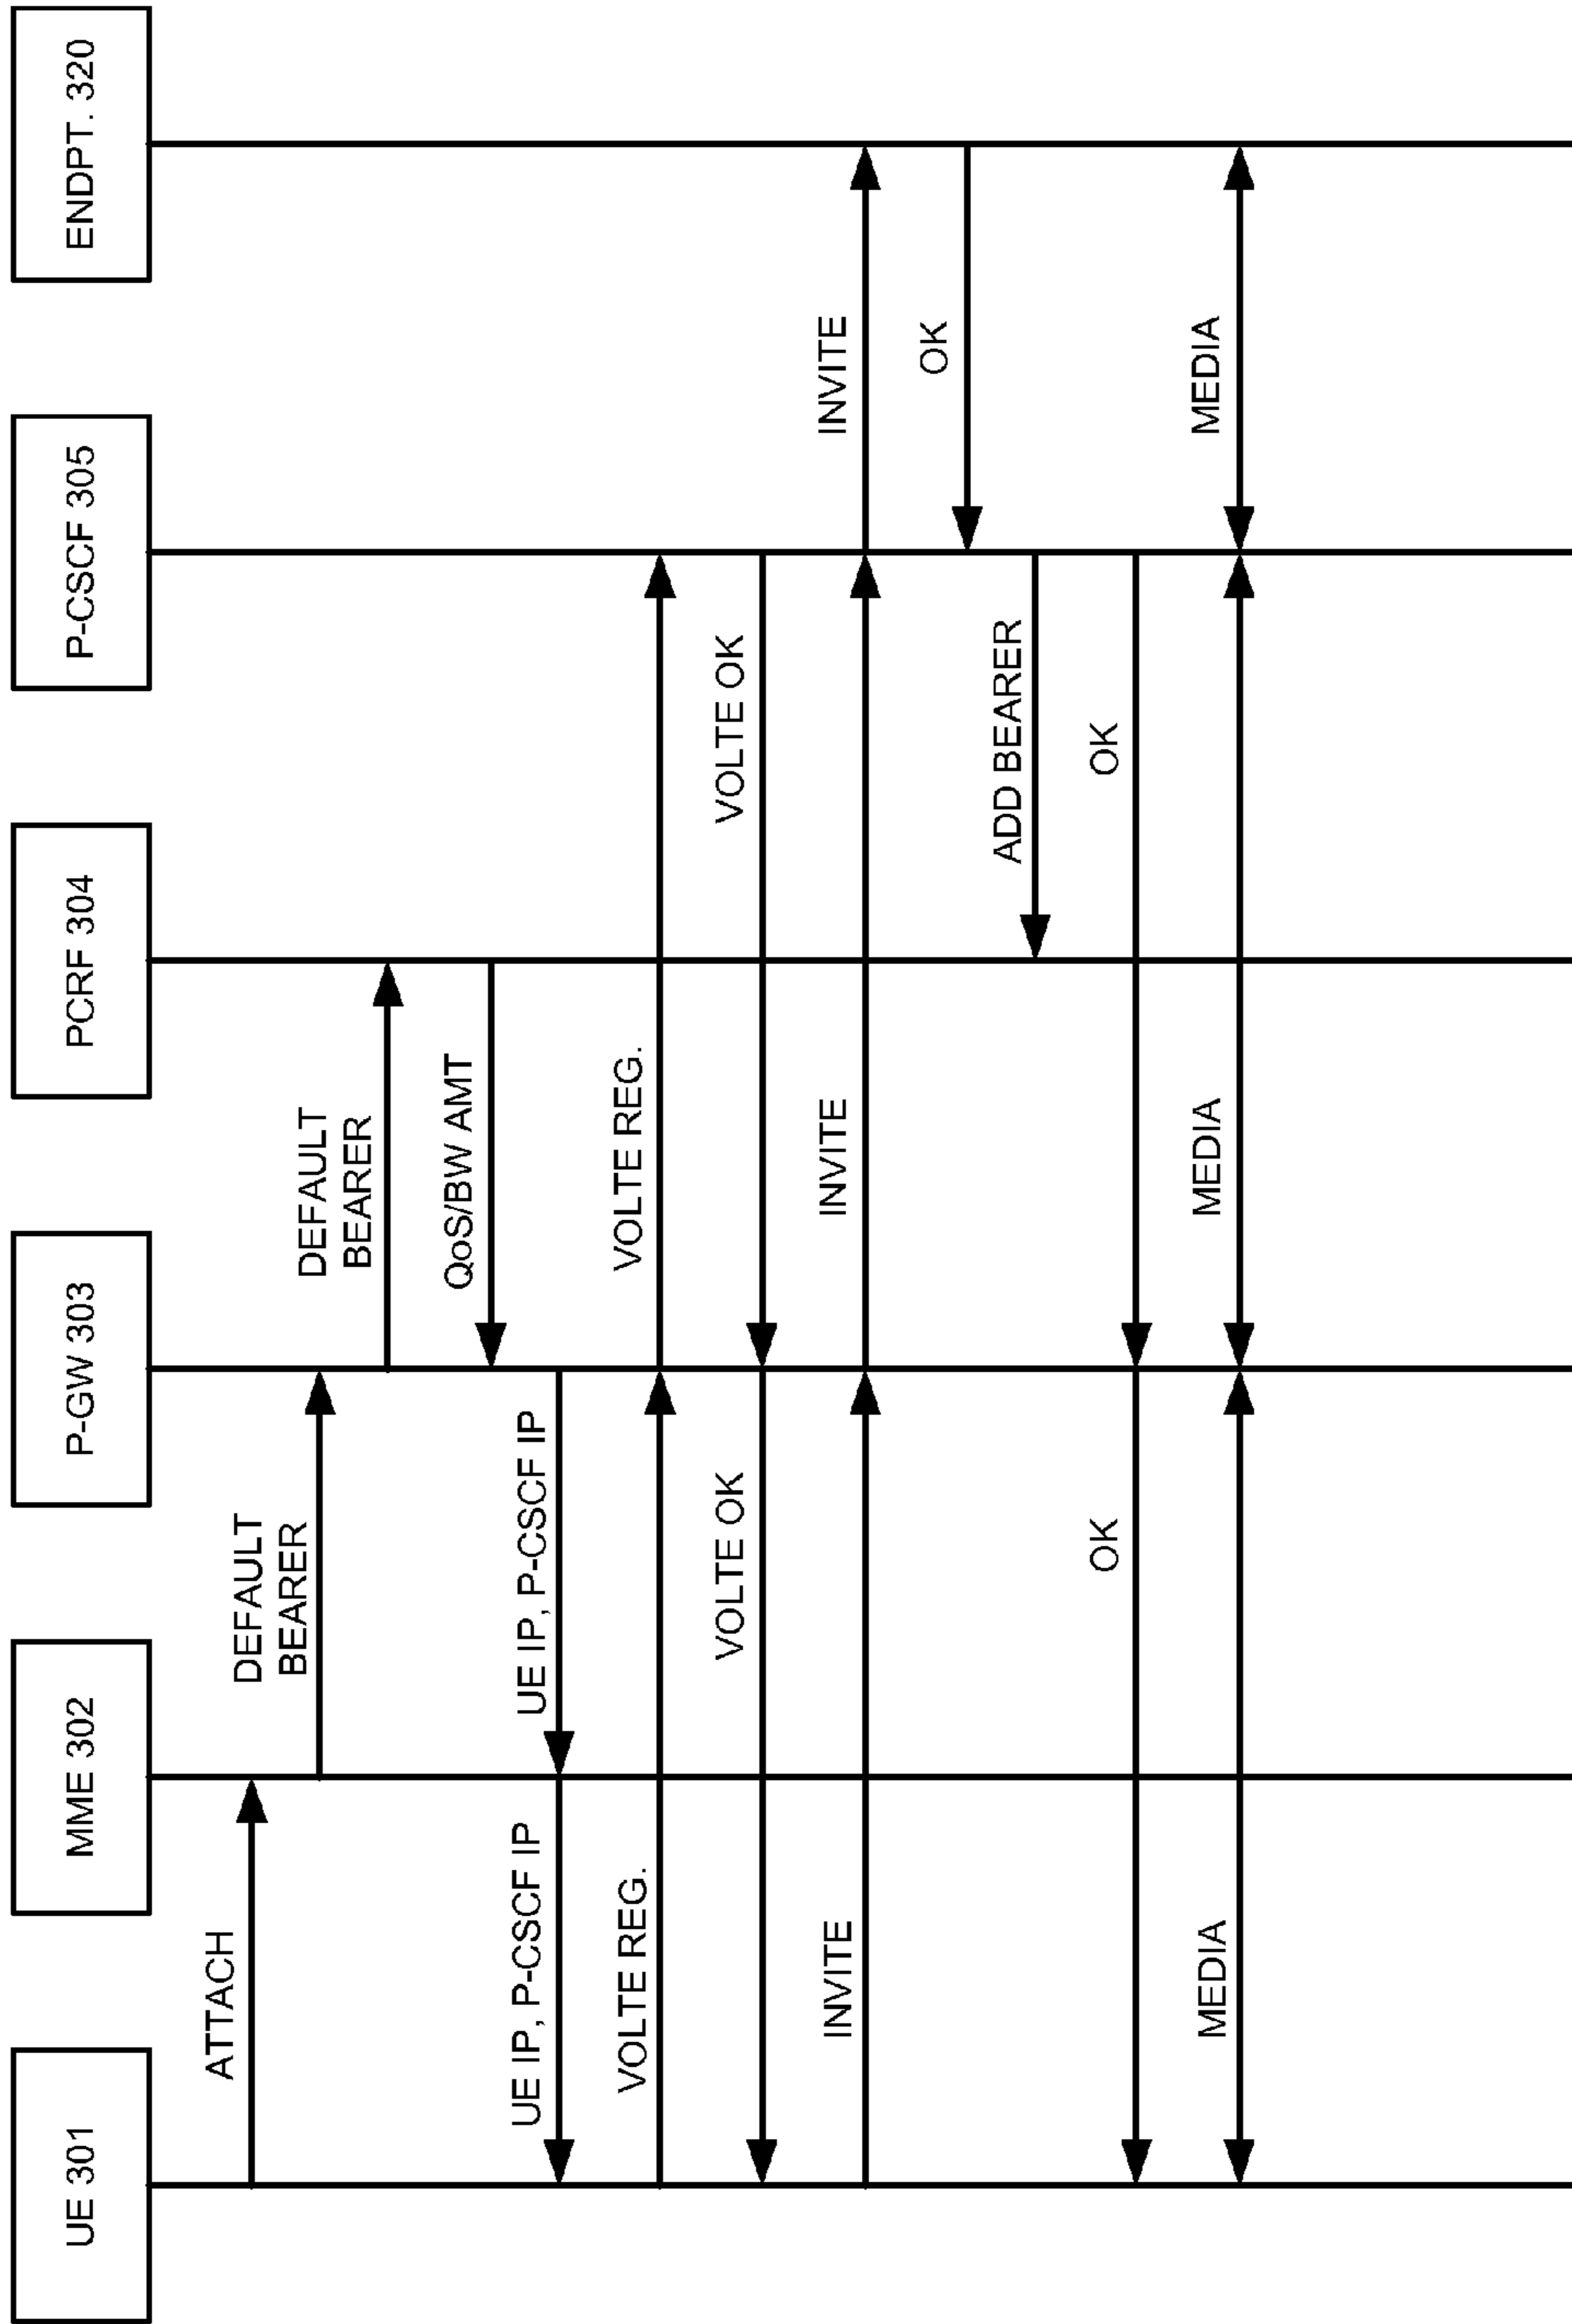 UE 301
MME 302
P-GW 303
PCRF 304
P-CSCF 305
ENDPT. 320
ATTACH
DEFAULT
BEARER
DEFAULT
BEARER
QoS/BW AMT
UE IP, P-CSCF IP
UE IP, P-CSCF IP
VOLTE REG.
VOLTE REG.
VOLTE OK
VOLTE OK
INVITE
INVITE
INVITE
OK
ADD BEARER
OK
OK
MEDIA
MEDIA
MEDIA